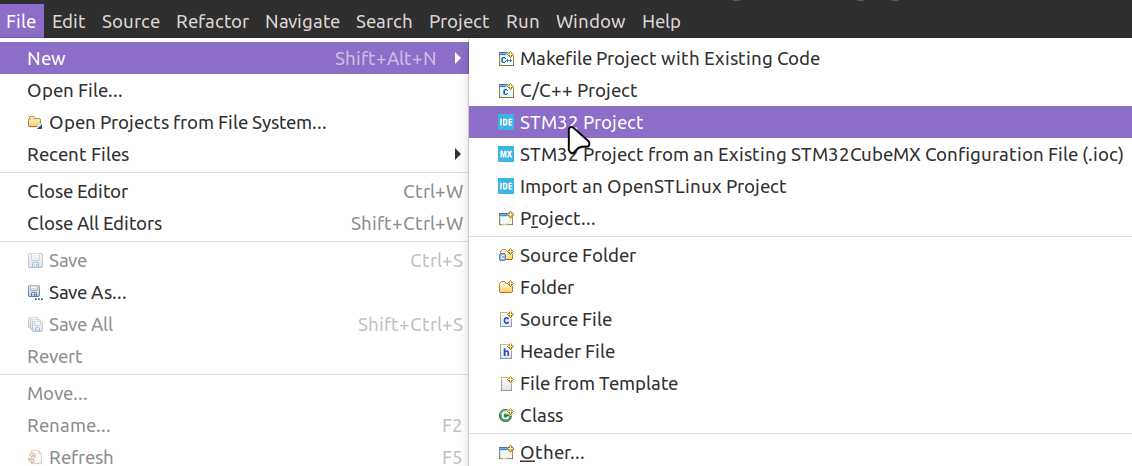 File Edit Source Refactor Navigate Search Project Run Window Help
New Shift+Alt+N
Open File...
Open Projects from File System...
Recent Files
Close Editor Ctrl+W
Close All Editors Shift+Ctrl+W
Save Ctrl+S
Save As...
Save All Shift+Ctrl+S
Revert
Move...
Rename... F2
Refresh F5
Makefile Project with Existing Code
C/C++ Project
IDE STM32 Project
MX STM32 Project from an Existing STM32CubeMX Configuration File (.ioc)
IDE Import an OpenSTLinux Project
Project...
Source Folder
Folder
Source File
Header File
File from Template
Class
Other...